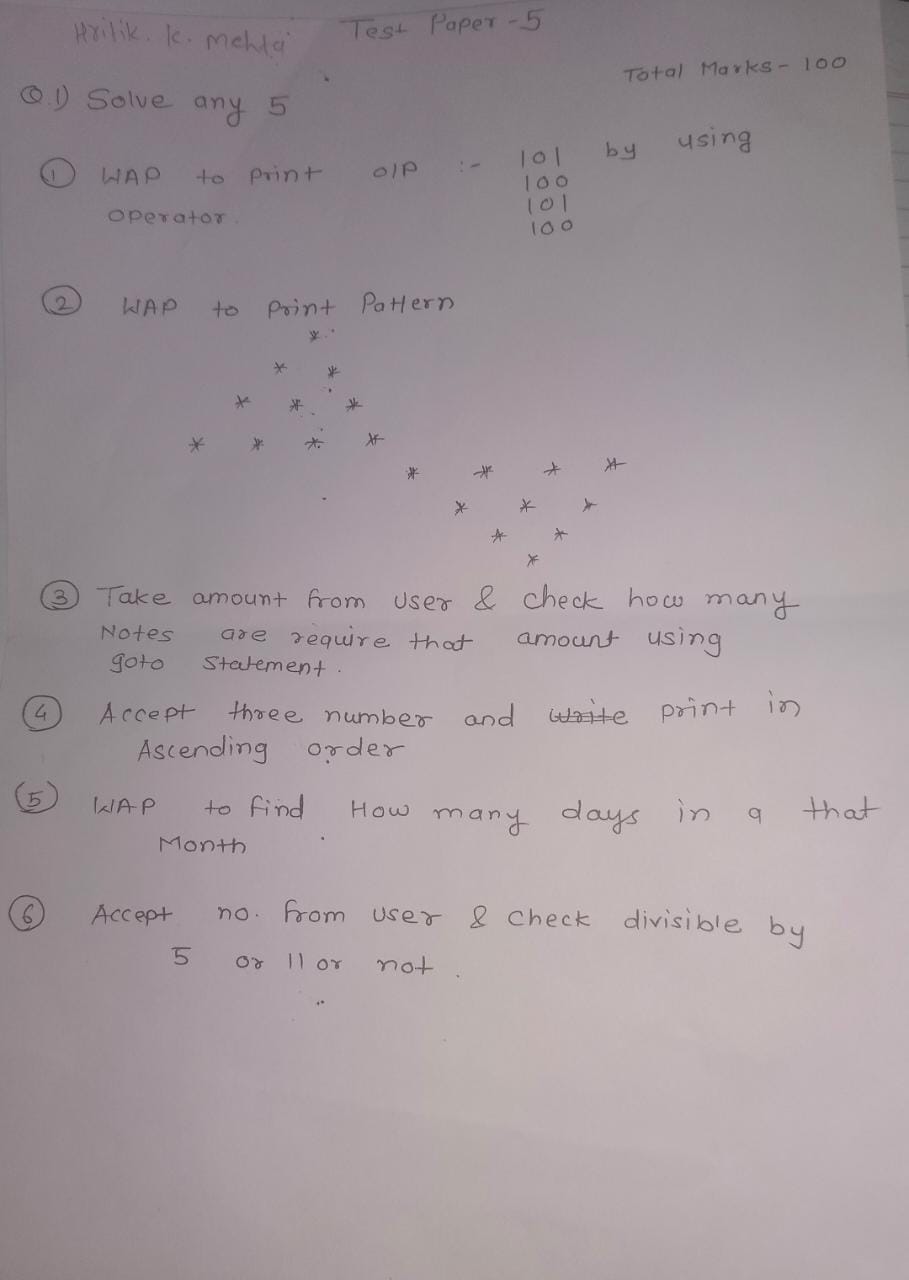 Hritik. K. Mehta Test Paper -5
Total Marks - 100
Q.1) Solve any 5
① WAP to print O/P :- 101 by using
100
101
100
operator.
② WAP to print Pattern
*
* *
* * *
* * * *
* * * *
* * *
* *
*
③ Take amount from user & check how many
Notes are require that amount using
goto statement.
④ Accept three number and write print in
Ascending order
⑤ WAP to find How many days in a that
Month
⑥ Accept no. from user & check divisible by
5 or 11 or not.